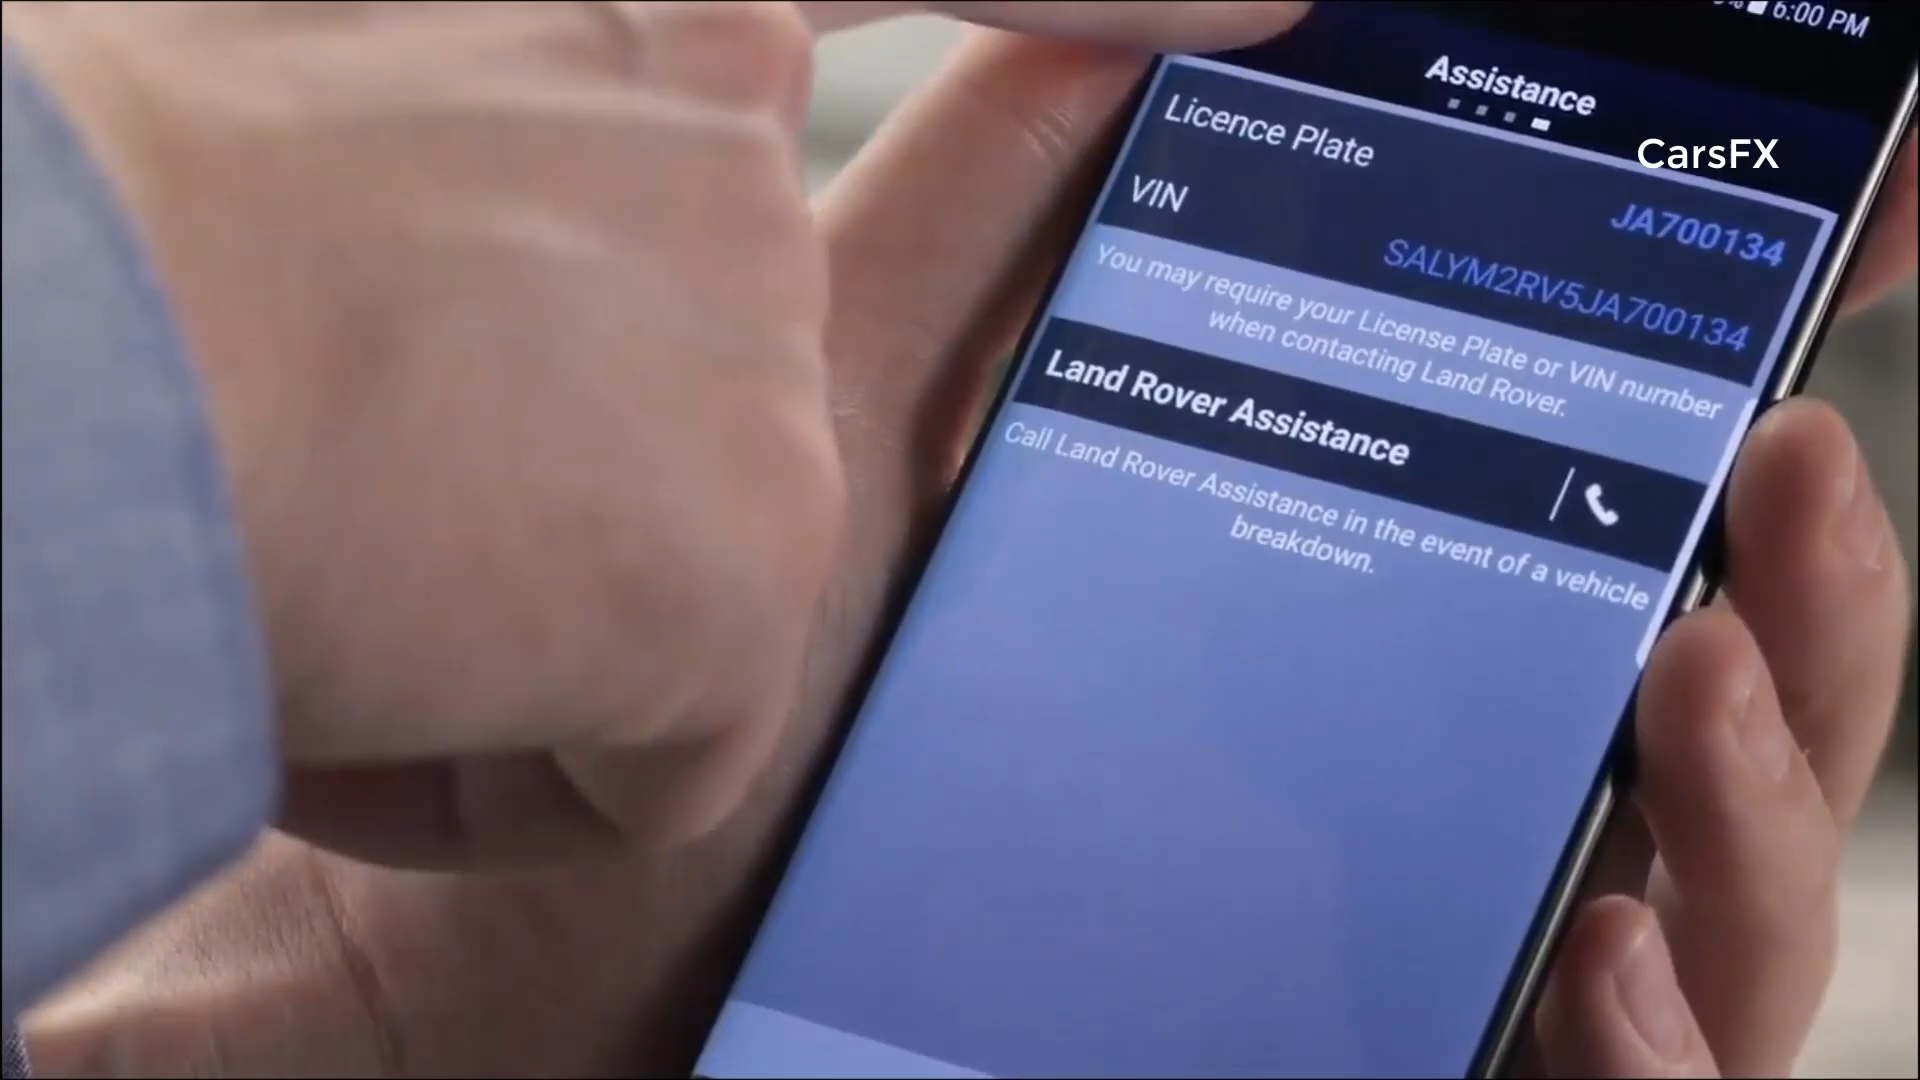 6:00 PM
Assistance
CarsFX
Licence Plate
JA700134
VIN
SALYM2RV5JA700134
You may require your License Plate or VIN number
when contacting Land Rover.
Land Rover Assistance
Call Land Rover Assistance in the event of a vehicle
breakdown.